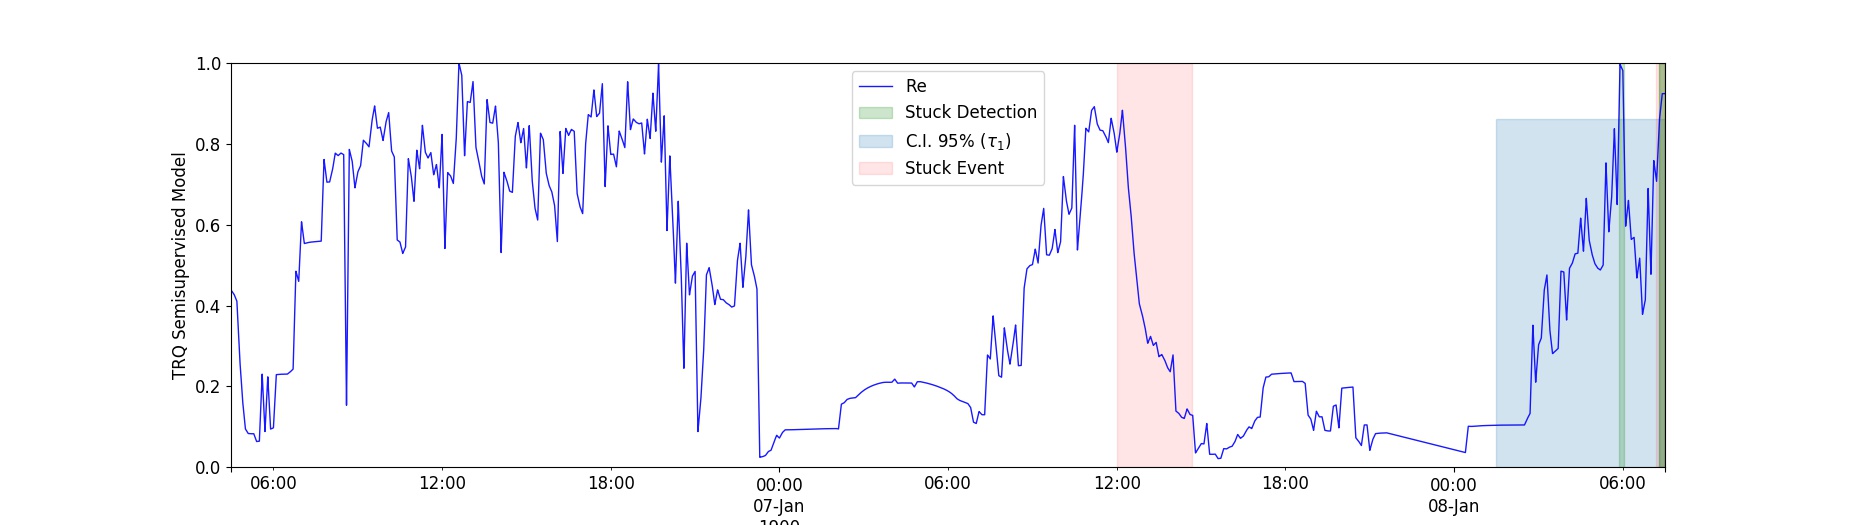 1.0
0.8
0.6
0.4
0.2
0.0
TRQ Semisupervised Model
Re
Stuck Detection
C.I. 95% (τ₁)
Stuck Event
06:00 12:00 18:00 00:00 06:00 12:00 18:00 00:00 06:00
07-Jan 08-Jan
1900